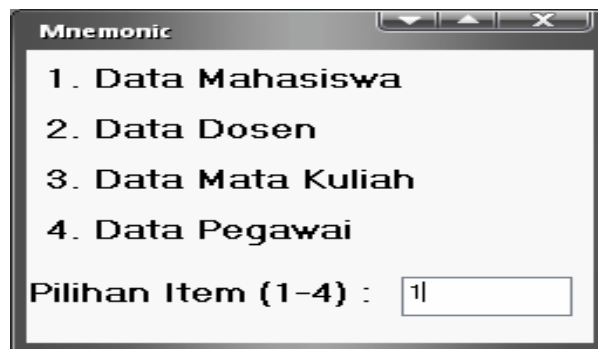 Mnemonic
1. Data Mahasiswa
2. Data Dosen
3. Data Mata Kuliah
4. Data Pegawai
Pilihan Item (1-4) : 1